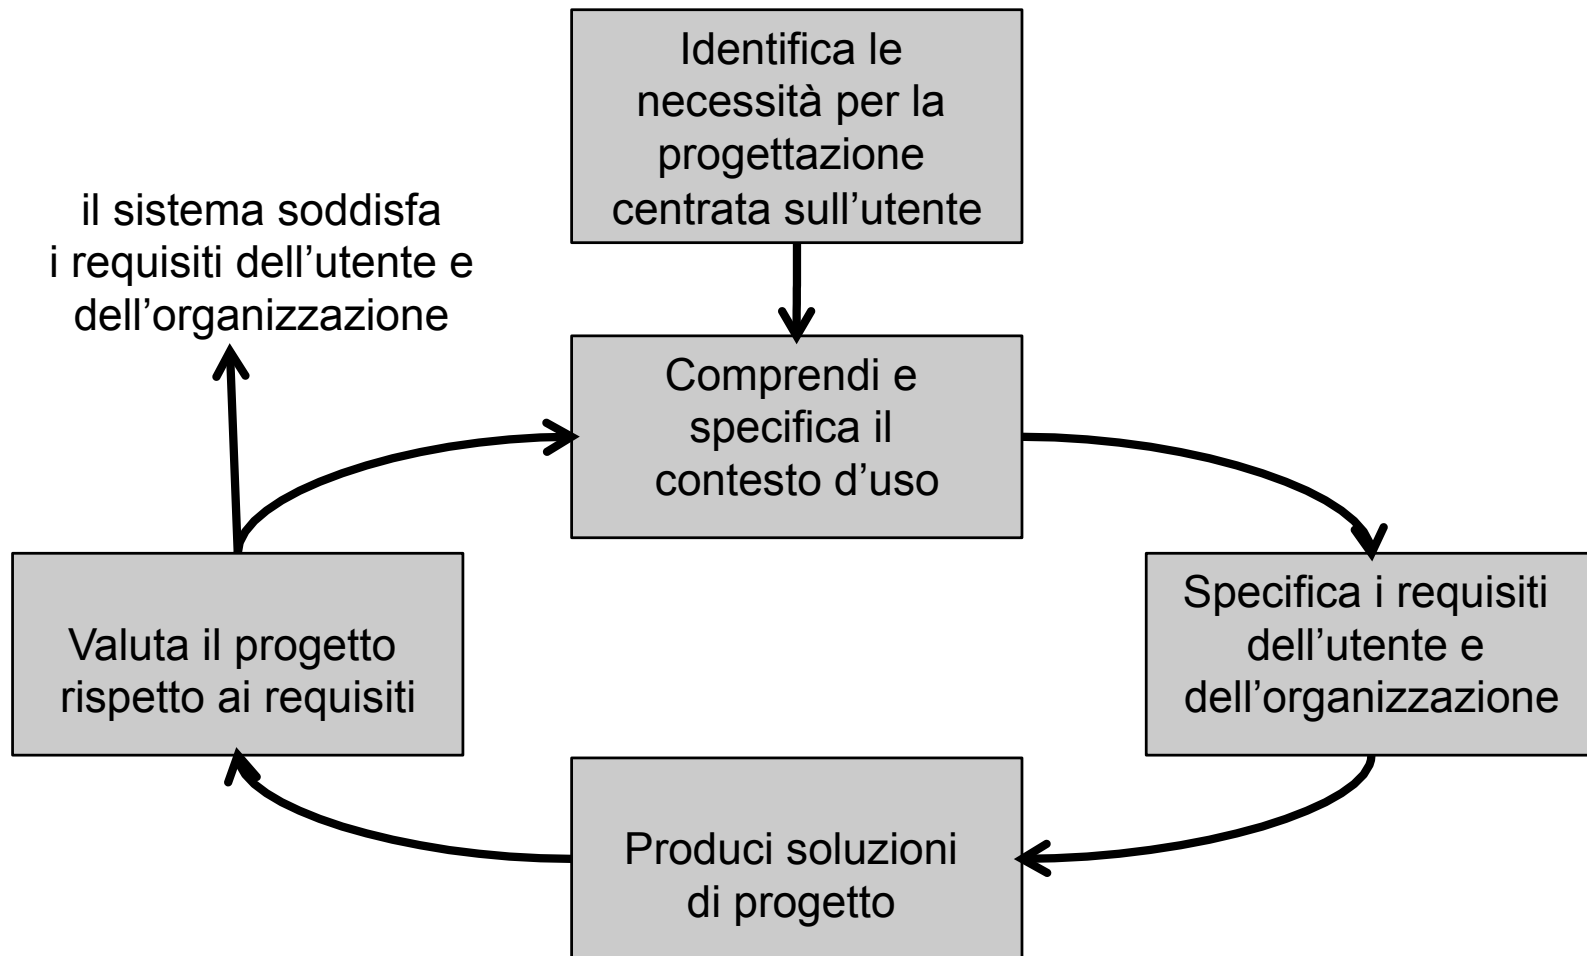 Identifica le
necessità per la
progettazione
centrata sull’utente
il sistema soddisfa
i requisiti dell’utente e
dell’organizzazione
Comprendi e
specifica il
contesto d’uso
Specifica i requisiti
dell’utente e
dell’organizzazione
Produci soluzioni
di progetto
Valuta il progetto
rispetto ai requisiti